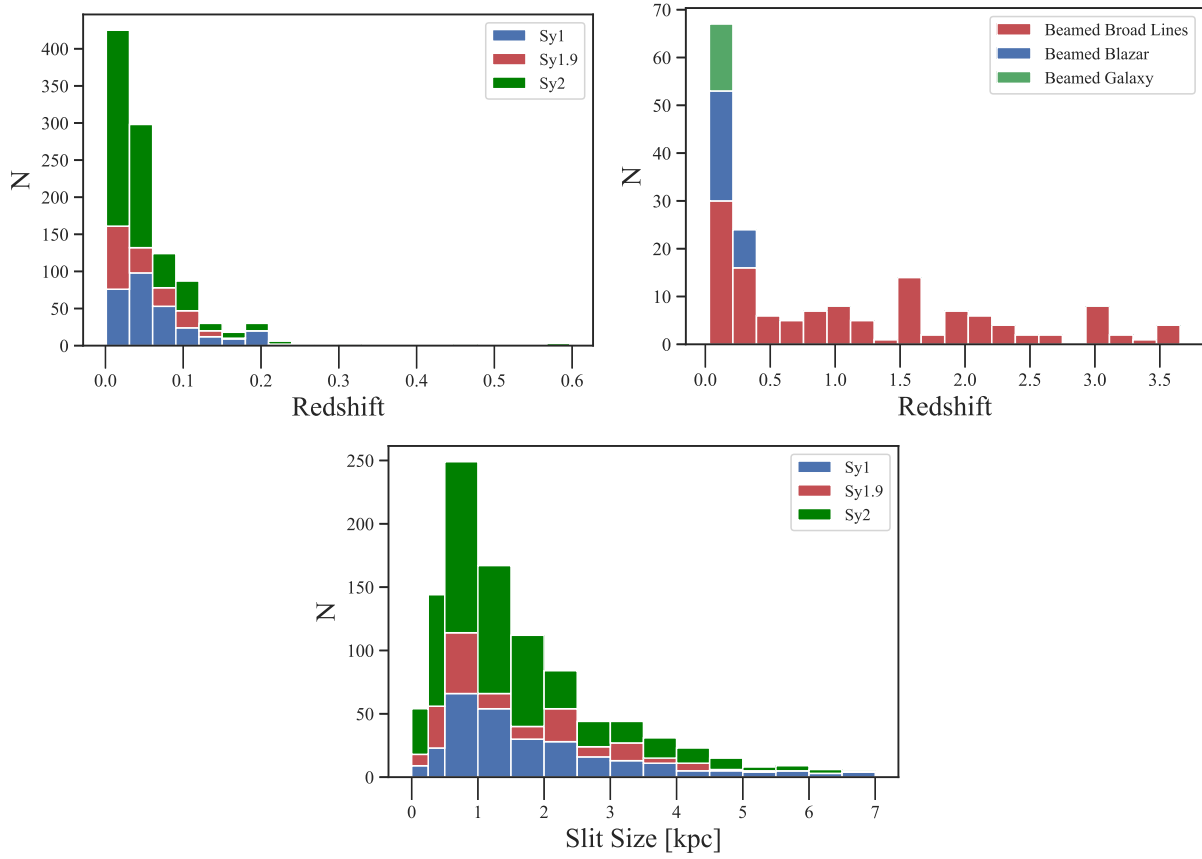 Sy1
Sy1.9
Sy2
N
400
350
300
250
200
150
100
50
0
0.0 0.1 0.2 0.3 0.4 0.5 0.6
Redshift
Beamed Broad Lines
Beamed Blazar
Beamed Galaxy
N
70
60
50
40
30
20
10
0
0.0 0.5 1.0 1.5 2.0 2.5 3.0 3.5
Redshift
Sy1
Sy1.9
Sy2
N
250
200
150
100
50
0
0 1 2 3 4 5 6 7
Slit Size [kpc]